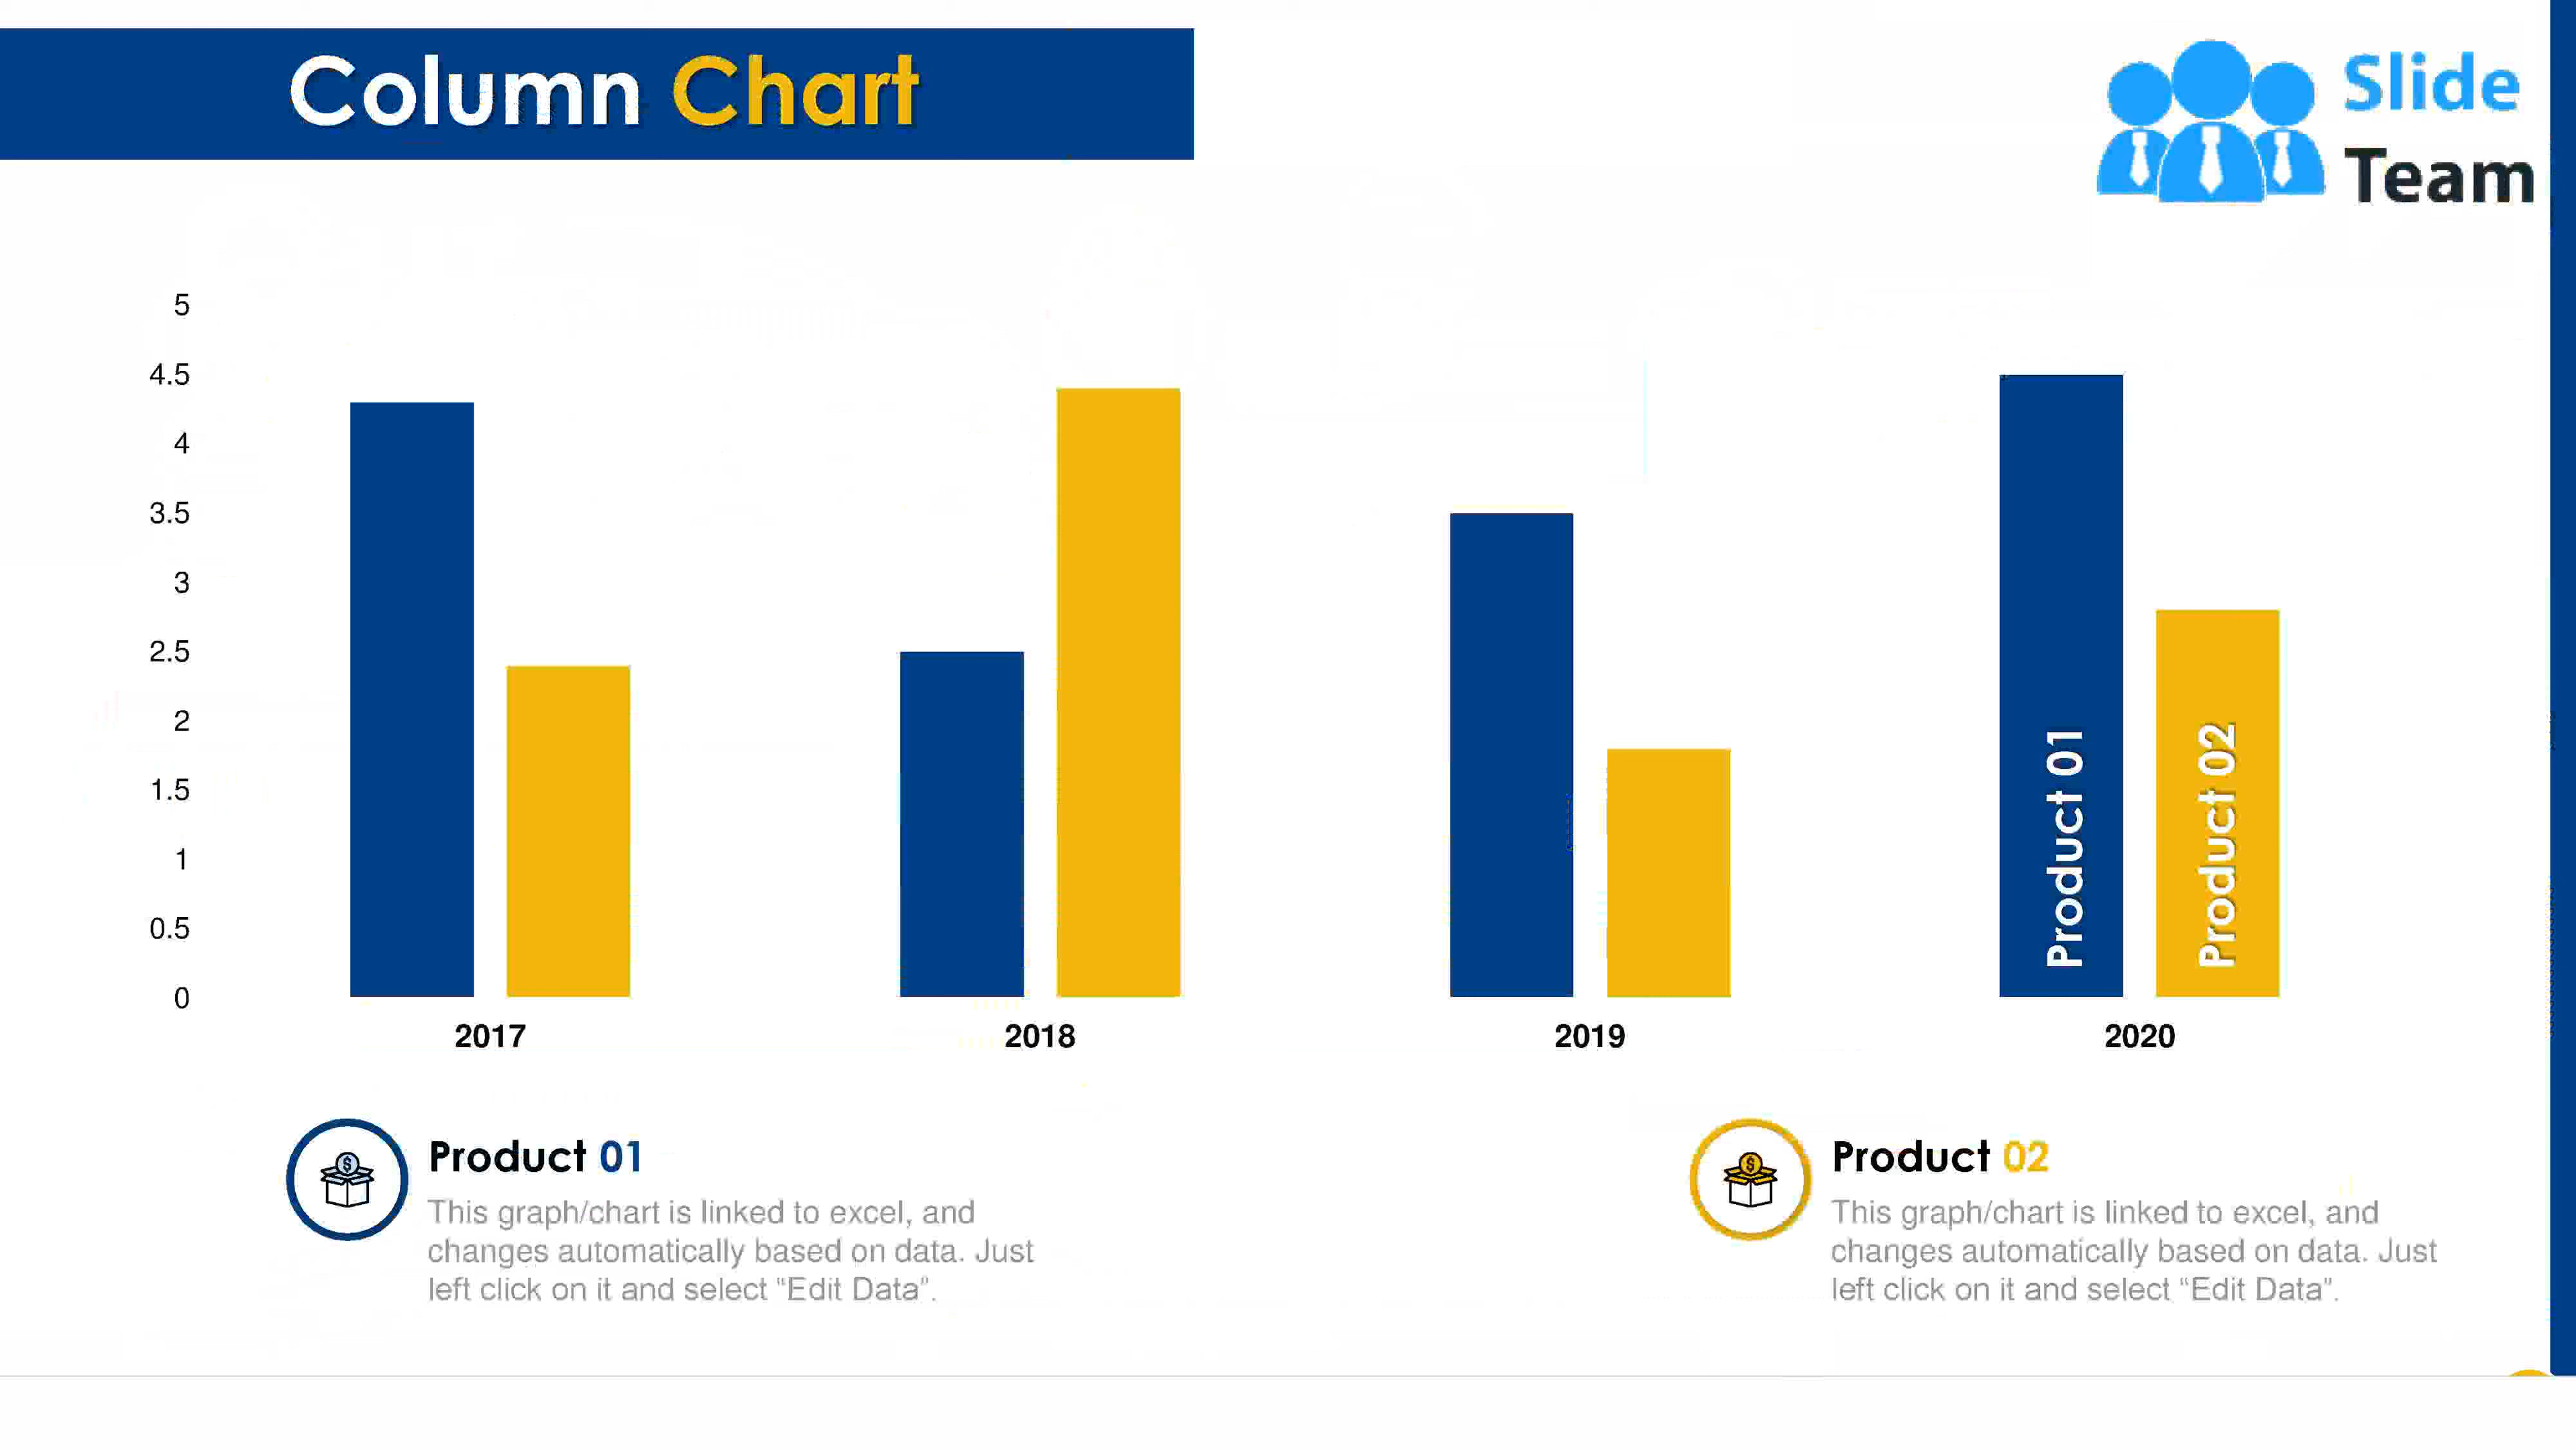 Column Chart
Slide
Team
5
4.5
4
3.5
3
2.5
2
1.5
1
0.5
0
Product 01
Product 02
2017
2018
2019
2020
Product 01
This graph/chart is linked to excel, and
changes automatically based on data. Just
left click on it and select “Edit Data”.
Product 02
This graph/chart is linked to excel, and
changes automatically based on data. Just
left click on it and select “Edit Data”.